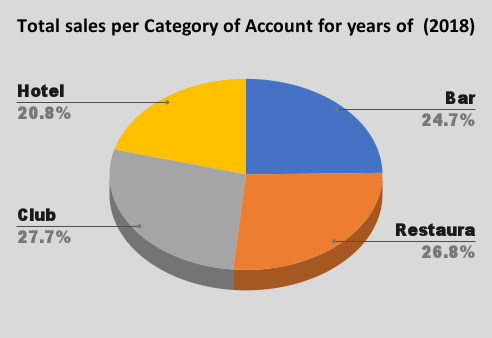 Total sales per Category of Account for years of  (2018)
Hotel
20.8%
Bar
24.7%
Club
27.7%
Restaura
26.8%